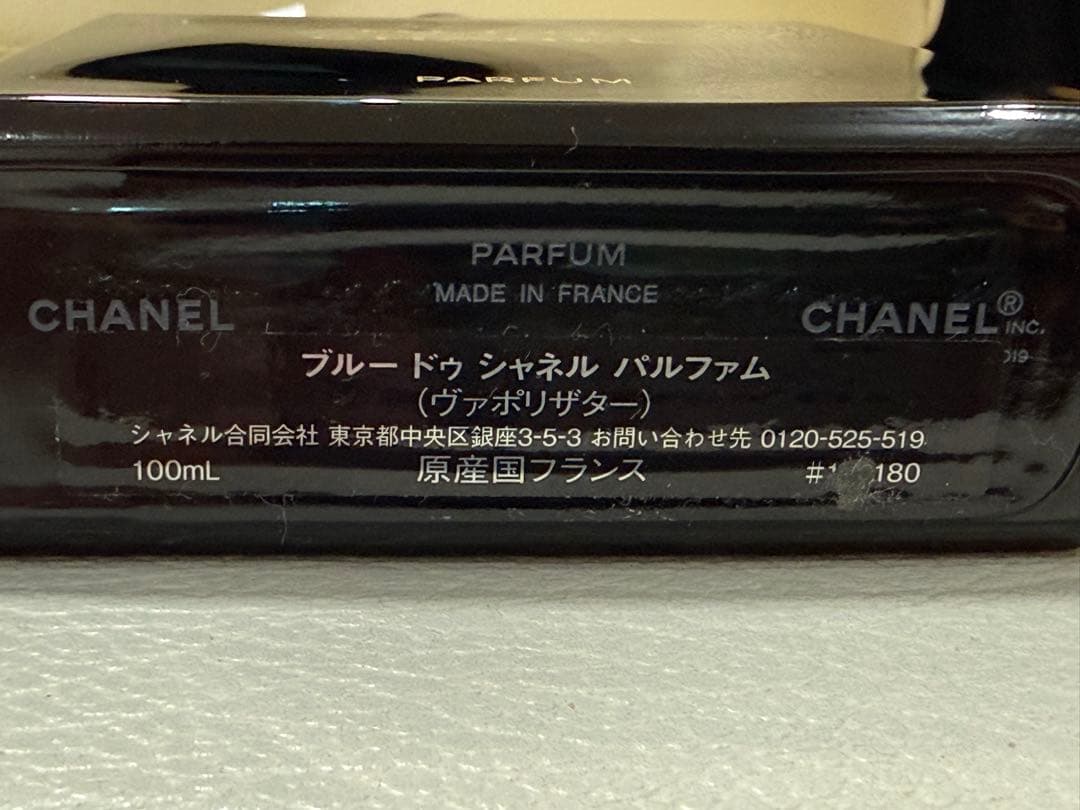 PARFUM
PARFUM
MADE IN FRANCE
CHANEL
CHANEL®
INC.
ブルー ドゥ シャネル パルファム
(ヴァポリザター)
シャネル合同会社 東京都中央区銀座3-5-3 お問い合わせ先 0120-525-519
100mL
原産国フランス